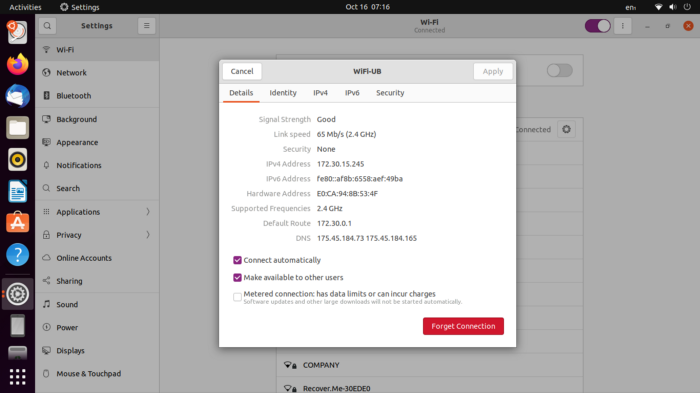 Activities
Settings
Oct 16 07:16
en₁
Settings
Wi-Fi
Connected
Wi-Fi
Network
Bluetooth
Background
Appearance
Notifications
Search
Applications
Privacy
Online Accounts
Sharing
Sound
Power
Displays
Mouse & Touchpad
Cancel
WiFi-UB
Apply
Details
Identity
IPv4
IPv6
Security
Signal Strength Good
Link speed 65 Mb/s (2.4 GHz)
Security None
IPv4 Address 172.30.15.245
IPv6 Address fe80::af8b:6558:aef:49ba
Hardware Address E0:CA:94:8B:53:4F
Supported Frequencies 2.4 GHz
Default Route 172.30.0.1
DNS 175.45.184.73 175.45.184.165
Connect automatically
Make available to other users
Metered connection: has data limits or can incur charges
Software updates and other large downloads will not be started automatically.
Forget Connection
Connected
COMPANY
Recover.Me-30EDE0